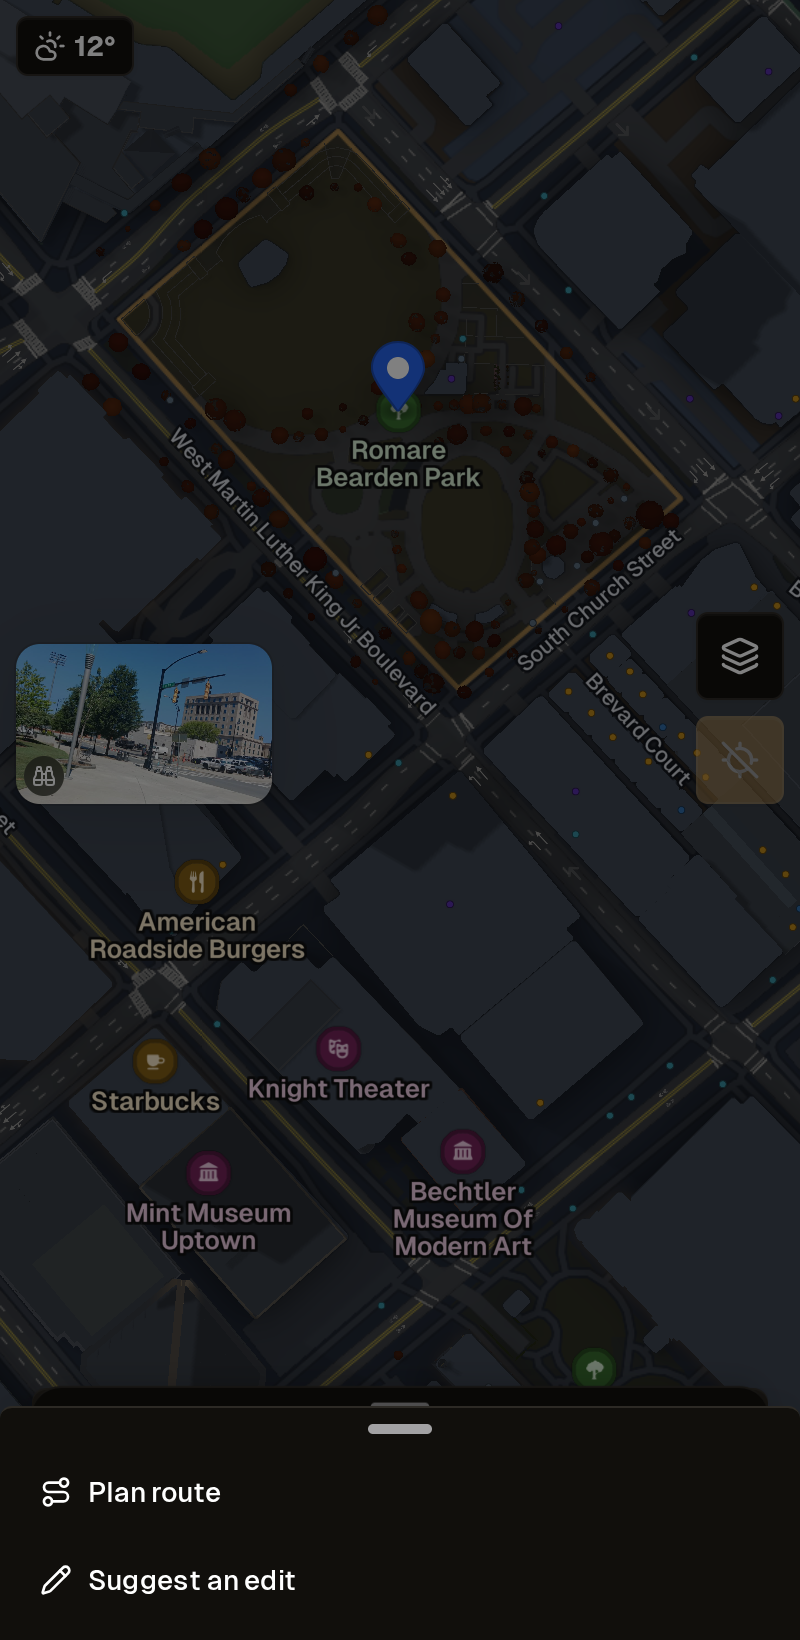 12°
Romare
Bearden Park
West Martin Luther King Jr Boulevard
South Church Street
Brevard Court
American
Roadside Burgers
Starbucks
Knight Theater
Mint Museum
Uptown
Bechtler
Museum Of
Modern Art
Plan route
Suggest an edit